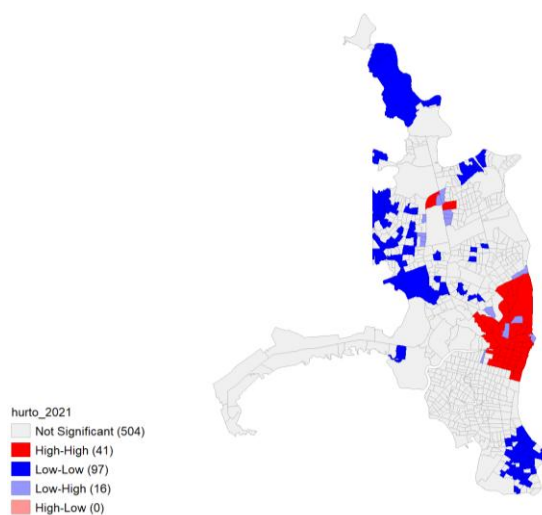 hurto_2021
Not Significant (504)
High-High (41)
Low-Low (97)
Low-High (16)
High-Low (0)